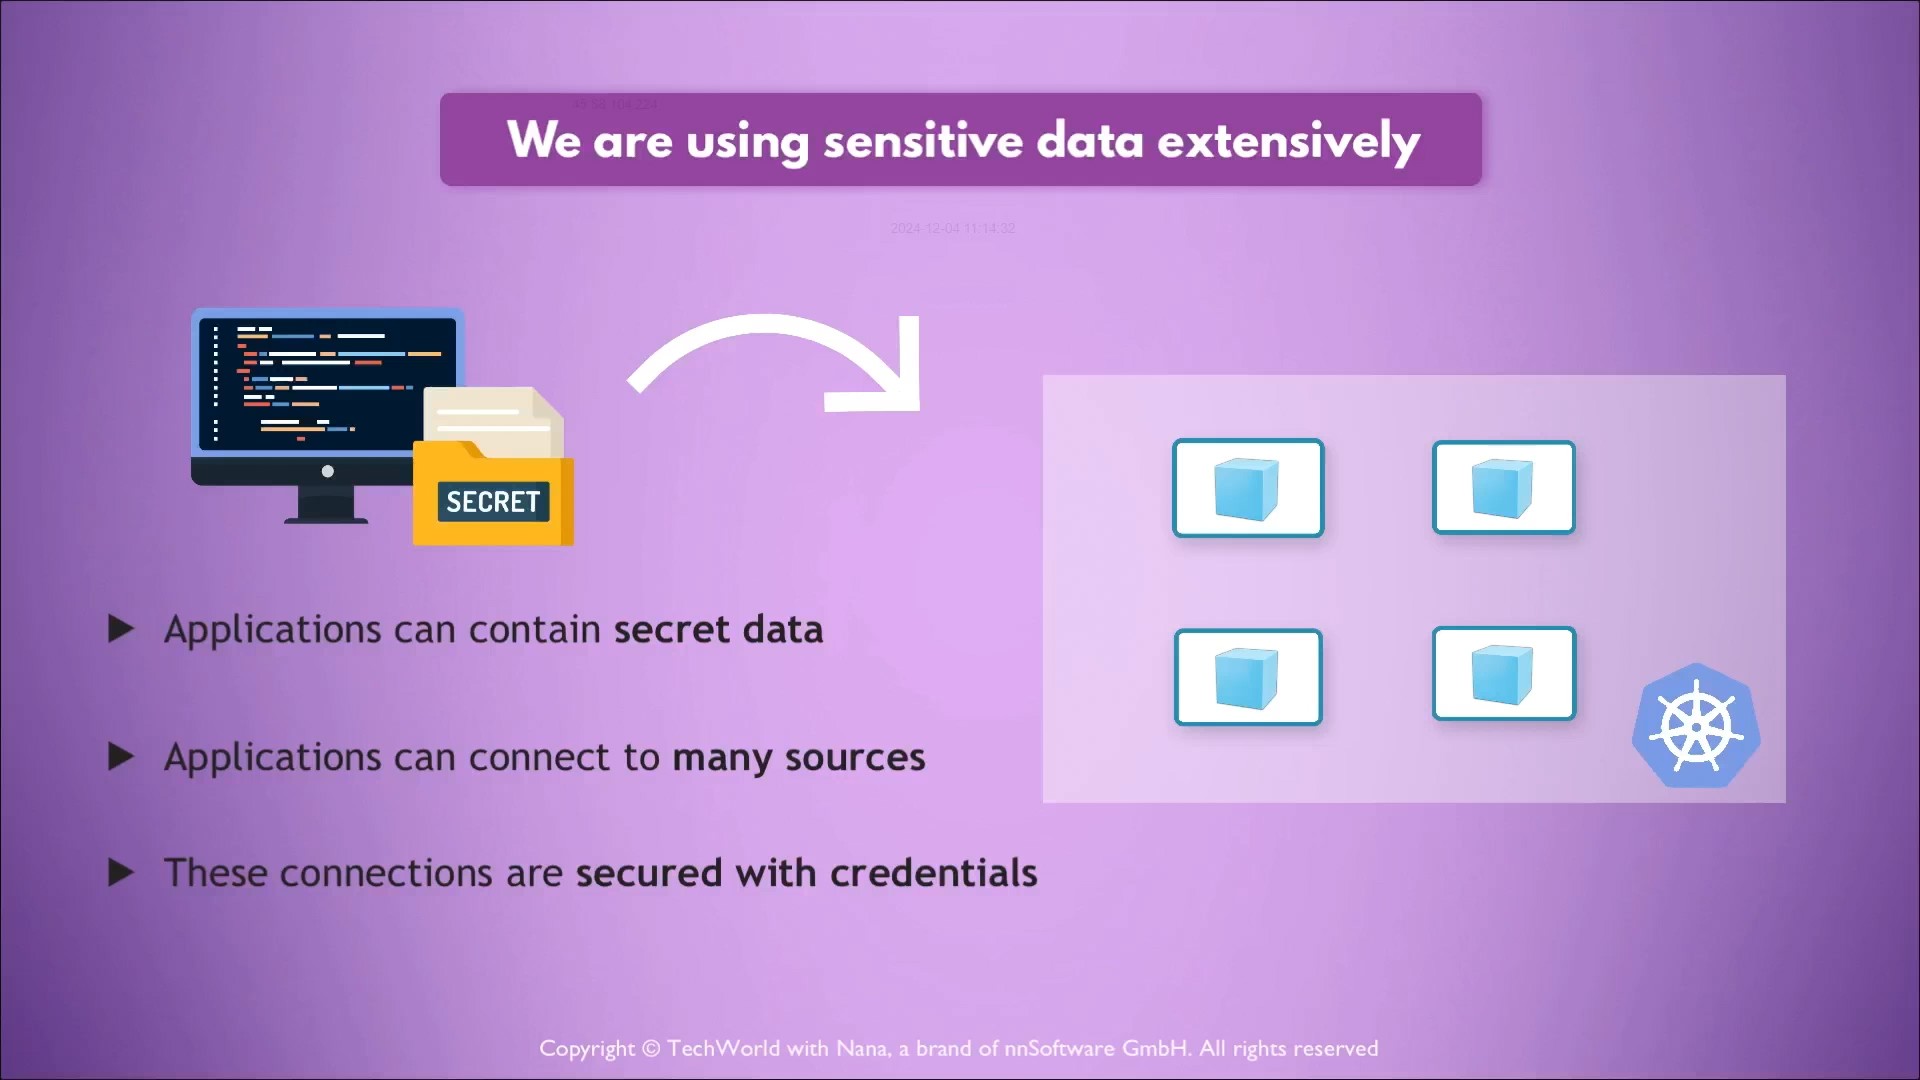 We are using sensitive data extensively
2024-12-04 11:14:32
SECRET
Applications can contain secret data
Applications can connect to many sources
These connections are secured with credentials
Copyright © TechWorld with Nana, a brand of nnSoftware GmbH. All rights reserved